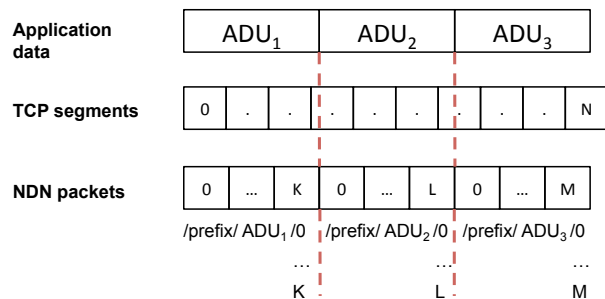 Application data ADU₁ ADU₂ ADU₃
TCP segments 0 . . . . . . . . N
NDN packets 0 ... K 0 ... L 0 ... M
/prefix/ ADU₁ /0 /prefix/ ADU₂ /0 /prefix/ ADU₃ /0
... ... ...
K L M